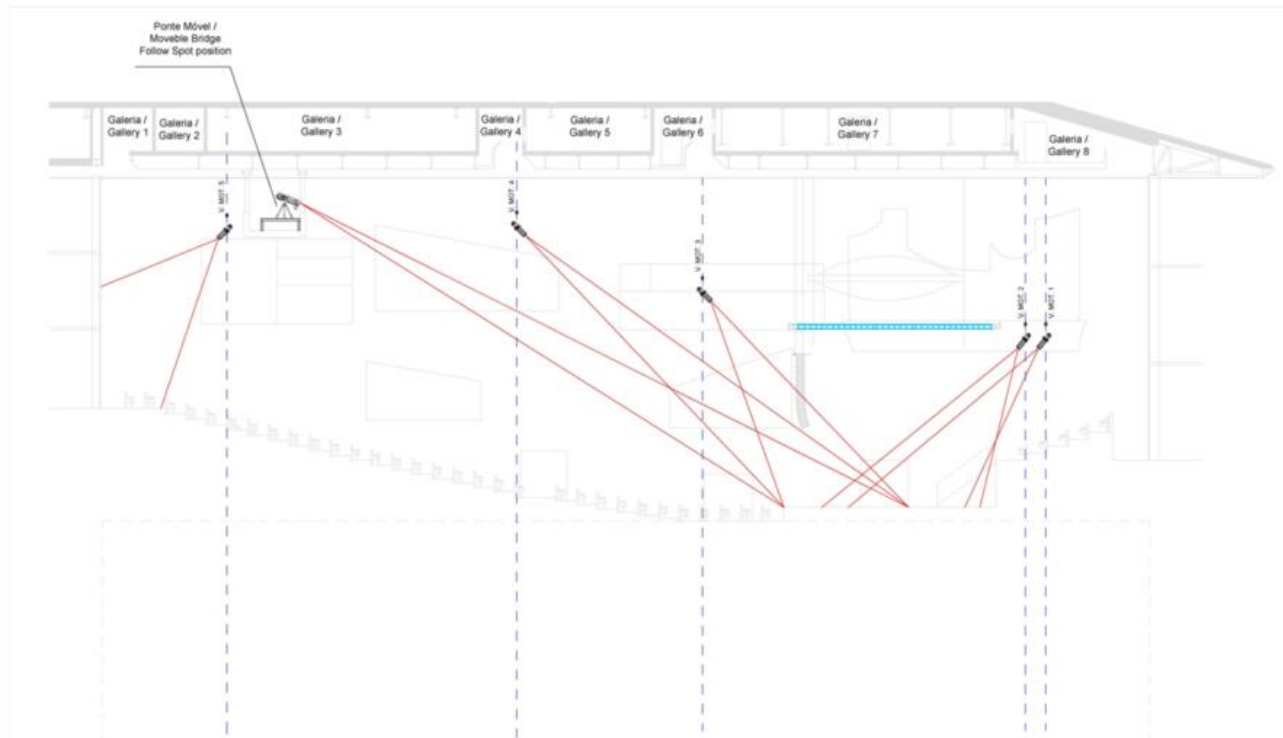 Ponte Móvel /
Moveble Bridge
Follow Spot position
Galeria /
Gallery 1
Galeria /
Gallery 2
Galeria /
Gallery 3
Galeria /
Gallery 4
Galeria /
Gallery 5
Galeria /
Gallery 6
Galeria /
Gallery 7
Galeria /
Gallery 8
V. MOT. 5
V. MOT. 4
V. MOT. 3
V. MOT. 2
V. MOT. 1